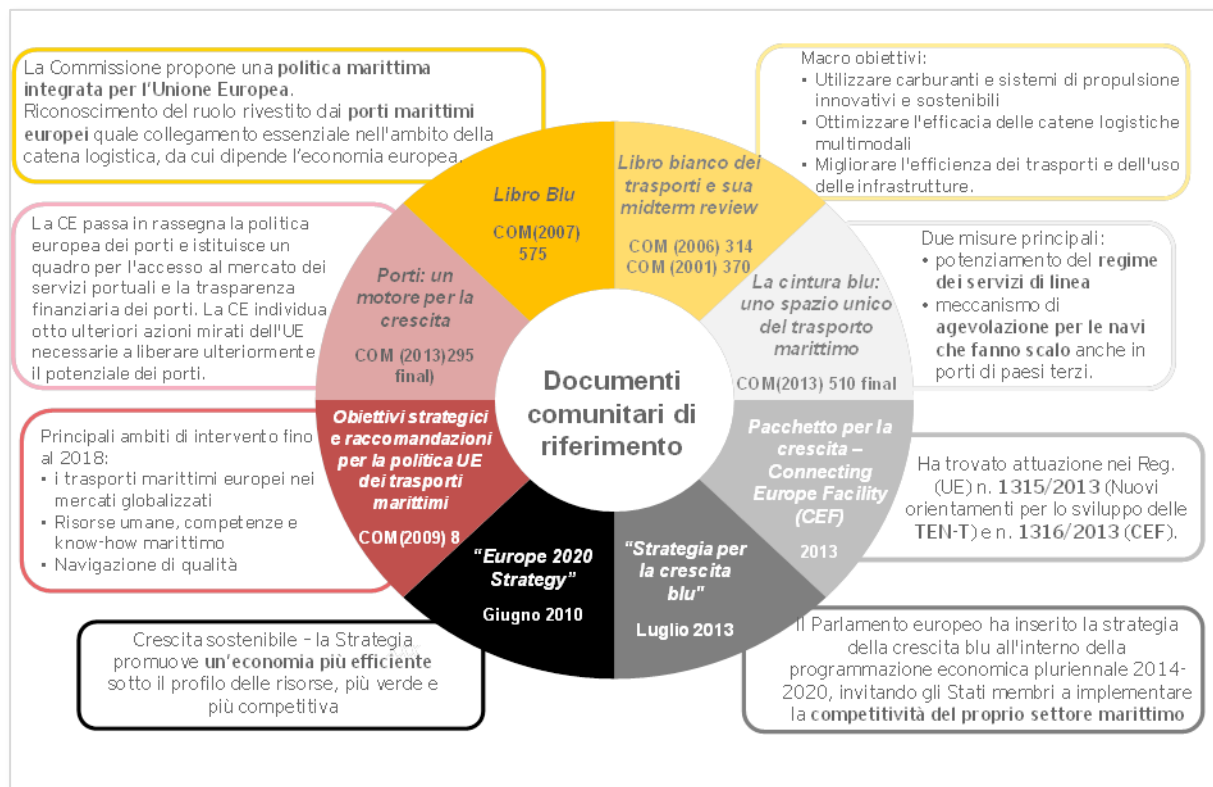 La Commissione propone una politica marittima
integrata per l'Unione Europea.
Riconoscimento del ruolo rivestito dai porti marittimi
europei quale collegamento essenziale nell'ambito della
catena logistica, da cui dipende l'economia europea.
Macro obiettivi:
• Utilizzare carburanti e sistemi di propulsione
innovativi e sostenibili
• Ottimizzare l'efficacia delle catene logistiche
multimodali
• Migliorare l'efficienza dei trasporti e dell'uso
delle infrastrutture.
Libro Blu
COM(2007)
575
Libro bianco dei
trasporti e sua
midterm review
COM (2006) 314
COM (2001) 370
La CE passa in rassegna la politica
europea dei porti e istituisce un
quadro per l'accesso al mercato dei
servizi portuali e la trasparenza
finanziaria dei porti. La CE individua
otto ulteriori azioni mirati dell'UE
necessarie a liberare ulteriormente
il potenziale dei porti.
Porti: un
motore per la
crescita
COM (2013)295
final)
La cintura blu:
uno spazio unico
del trasporto
marittimo
COM(2013) 510 final
Due misure principali:
• potenziamento del regime
dei servizi di linea
• meccanismo di
agevolazione per le navi
che fanno scalo anche in
porti di paesi terzi.
Documenti
comunitari di
riferimento
Principali ambiti di intervento fino
al 2018:
• i trasporti marittimi europei nei
mercati globalizzati
• Risorse umane, competenze e
know-how marittimo
• Navigazione di qualità
Obiettivi strategici
e raccomandazioni
per la politica UE
dei trasporti
marittimi
COM(2009) 8
Pacchetto per la
crescita –
Connecting
Europe Facility
(CEF)
2013
Ha trovato attuazione nei Reg.
(UE) n. 1315/2013 (Nuovi
orientamenti per lo sviluppo delle
TEN-T) e n. 1316/2013 (CEF).
"Europe 2020
Strategy"
Giugno 2010
"Strategia per
la crescita
blu"
Luglio 2013
Crescita sostenibile – la Strategia
promuove un'economia più efficiente
sotto il profilo delle risorse, più verde e
più competitiva
Il Parlamento europeo ha inserito la strategia
della crescita blu all'interno della
programmazione economica pluriennale 2014-
2020, invitando gli Stati membri a implementare
la competitività del proprio settore marittimo